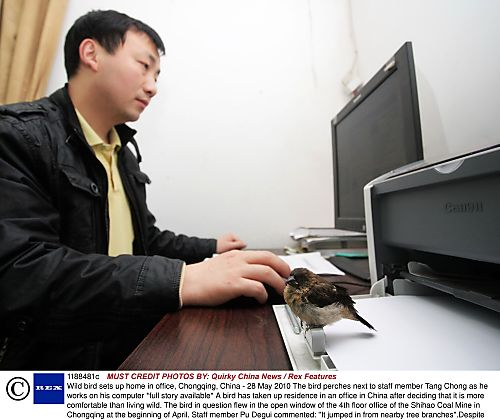 Canon
© REX 1188481c MUST CREDIT PHOTOS BY: Quirky China News / Rex Features
Wild bird sets up home in office, Chongqing, China - 28 May 2010 The bird perches next to staff member Tang Chong as he
works on his computer *full story available* A bird has taken up residence in an office in China after deciding that it is more
comfortable than living wild. The bird in question flew in the open window of the 4th floor office of the Shihao Coal Mine in
Chongqing at the beginning of April. Staff member Pu Degui commented: "It jumped in from nearby tree branches".Despite